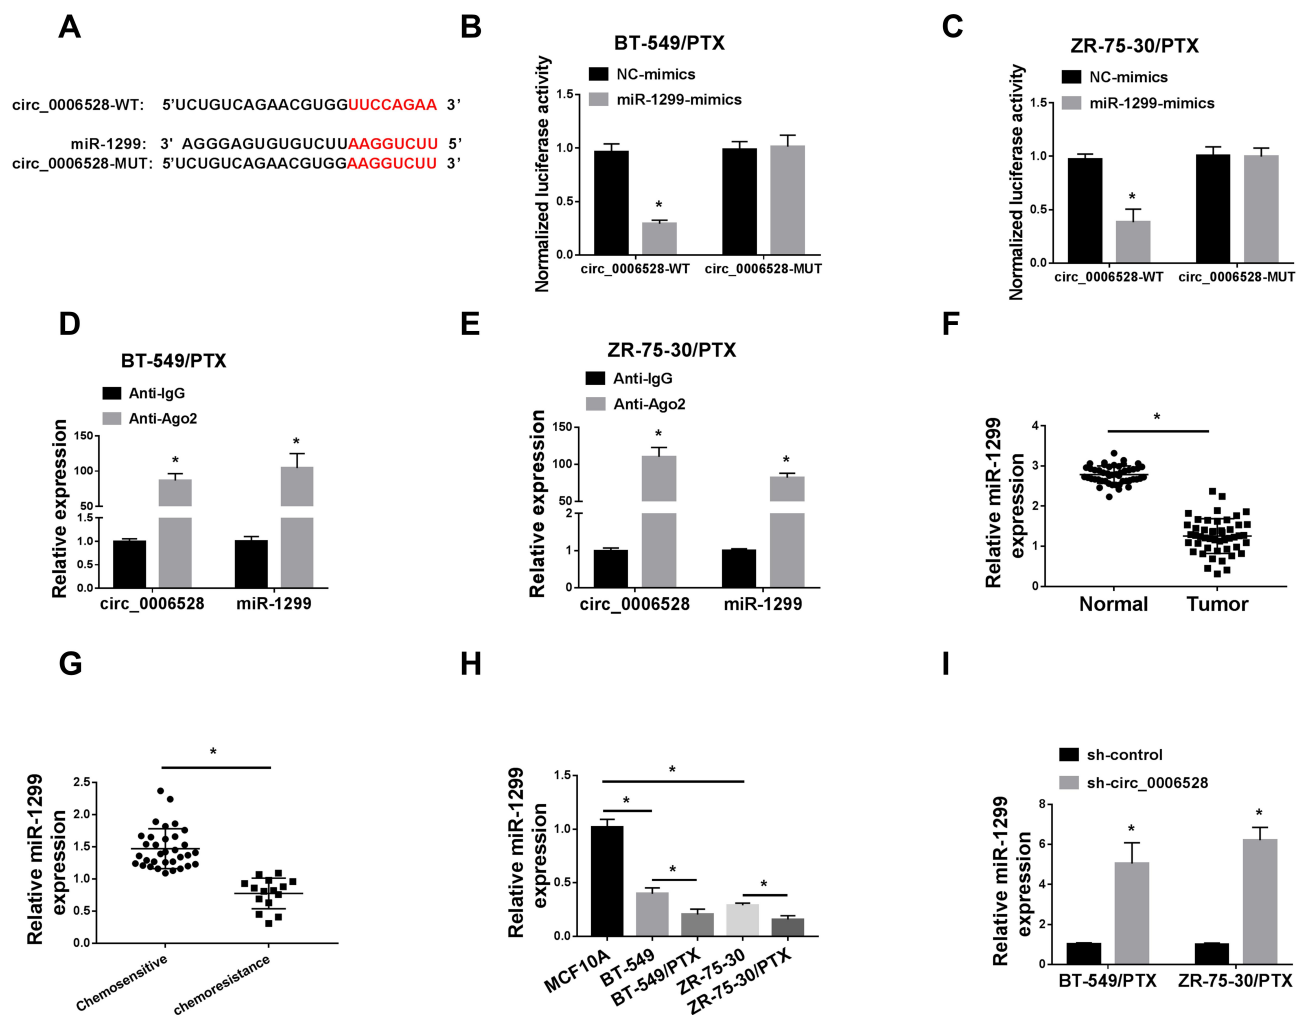 A
circ_0006528-WT: 5'UCUGUCAGAACGUGGUUCCAGAA 3'
miR-1299: 3' AGGGAGUGUGUCUUAAGGUCUU 5'
circ_0006528-MUT: 5'UCUGUCAGAACGUGGAAGGUCUU 3'
B
BT-549/PTX
NC-mimics
miR-1299-mimics
Normalized luciferase activity
1.5
1.0
0.5
0.0
*
circ_0006528-WT circ_0006528-MUT
C
ZR-75-30/PTX
NC-mimics
miR-1299-mimics
Normalized luciferase activity
1.5
1.0
0.5
0.0
*
circ_0006528-WT circ_0006528-MUT
D
BT-549/PTX
Anti-IgG
Anti-Ago2
Relative expression
150
100
50
1.5
1.0
0.5
0.0
* *
circ_0006528 miR-1299
E
ZR-75-30/PTX
Anti-IgG
Anti-Ago2
Relative expression
150
100
50
2
1
0
* *
circ_0006528 miR-1299
F
Relative miR-1299
expression
4
3
2
1
0
*
Normal Tumor
G
Relative miR-1299
expression
2.5
2.0
1.5
1.0
0.5
0.0
*
Chemosensitive chemoresistance
H
Relative miR-1299
expression
1.5
1.0
0.5
0.0
*
*
*
*
MCF10A BT-549 BT-549/PTX ZR-75-30 ZR-75-30/PTX
I
sh-control
sh-circ_0006528
Relative miR-1299
expression
8
6
4
2
0
* *
BT-549/PTX ZR-75-30/PTX